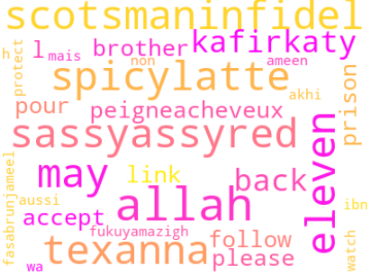 scotsmaninfidel
l brother kafirkaty
r protect mais non ameen
spicylatte
akhi
pour peigneacheveux prison
sassyassyred
may link back
eleven
allah
accept
fasabrunjameel aussi ibn
fukuyamazigh follow
texanna please watch
wa